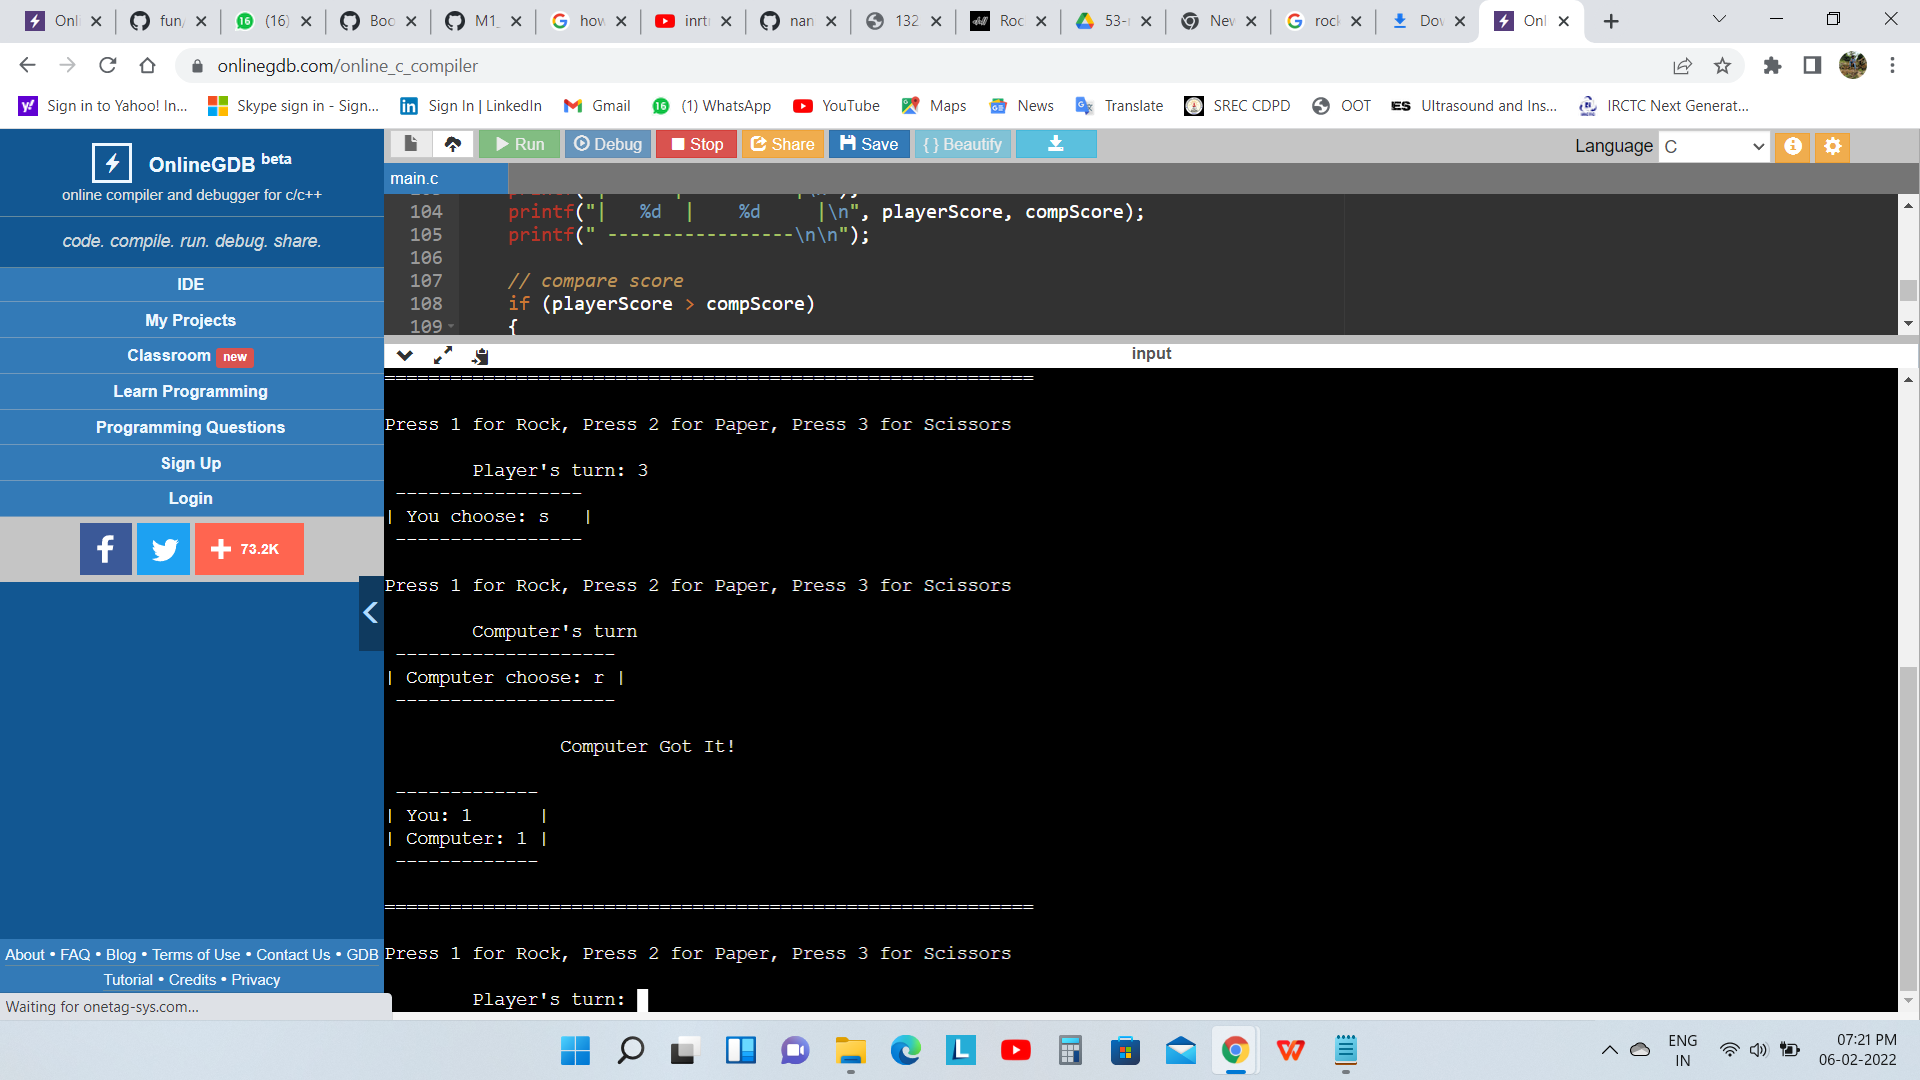 Onl fun, (16) Boo M1_ how inrt nan 132 Roc 53-r Nev rock Dov Onl
onlinegdb.com/online_c_compiler
Sign in to Yahoo! In... Skype sign in - Sign... Sign In | LinkedIn Gmail (1) WhatsApp YouTube Maps News Translate SREC CDPD OOT Ultrasound and Ins... IRCTC Next Generat...
OnlineGDB beta
online compiler and debugger for c/c++
code. compile. run. debug. share.
IDE
My Projects
Classroom new
Learn Programming
Programming Questions
Sign Up
Login
73.2K
About • FAQ • Blog • Terms of Use • Contact Us • GDB
Tutorial • Credits • Privacy
Waiting for onetag-sys.com...
Run Debug Stop Share Save { } Beautify
Language C
main.c
104 printf("|   %d  |    %d     |\n", playerScore, compScore);
105 printf(" -----------------\n\n");
106
107 // compare score
108 if (playerScore > compScore)
109 {
input
===========================================================
Press 1 for Rock, Press 2 for Paper, Press 3 for Scissors
Player's turn: 3
-----------------
| You choose: s   |
-----------------
Press 1 for Rock, Press 2 for Paper, Press 3 for Scissors
Computer's turn
--------------------
| Computer choose: r |
--------------------
Computer Got It!
-------------
| You: 1      |
| Computer: 1 |
-------------
===========================================================
Press 1 for Rock, Press 2 for Paper, Press 3 for Scissors
Player's turn:
ENG
IN
07:21 PM
06-02-2022